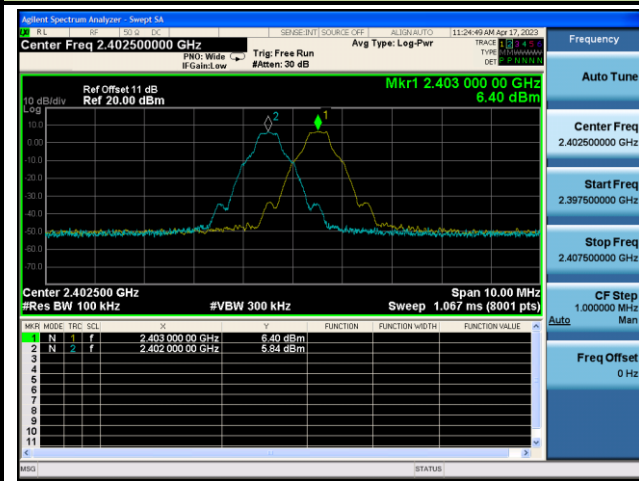 Agilent Spectrum Analyzer - Swept SA
RL RF 50 Ω DC SENSE:INT SOURCE OFF ALIGN AUTO 11:24:49 AM Apr 17, 2023
Center Freq 2.402500000 GHz
PNO: Wide
IFGain:Low
Trig: Free Run
#Atten: 30 dB
Avg Type: Log-Pwr
TRACE 1 2 3 4 5 6
TYPE
DET P P N N N N
Frequency
Auto Tune
Center Freq
2.402500000 GHz
Start Freq
2.397500000 GHz
Stop Freq
2.407500000 GHz
CF Step
1.000000 MHz
Auto Man
Freq Offset
0 Hz
Ref Offset 11 dB
10 dB/div Ref 20.00 dBm
Log
Mkr1 2.403 000 00 GHz
6.40 dBm
10.0
0.00
-10.0
-20.0
-30.0
-40.0
-50.0
-60.0
-70.0
2
1
Center 2.402500 GHz Span 10.00 MHz
#Res BW 100 kHz #VBW 300 kHz Sweep 1.067 ms (8001 pts)
MKR MODE TRC SCL X Y FUNCTION FUNCTION WIDTH FUNCTION VALUE
1 N 1 f 2.403 000 00 GHz 6.40 dBm
2 N 2 f 2.402 000 00 GHz 5.84 dBm
3
4
5
6
7
8
9
10
11
MSG STATUS